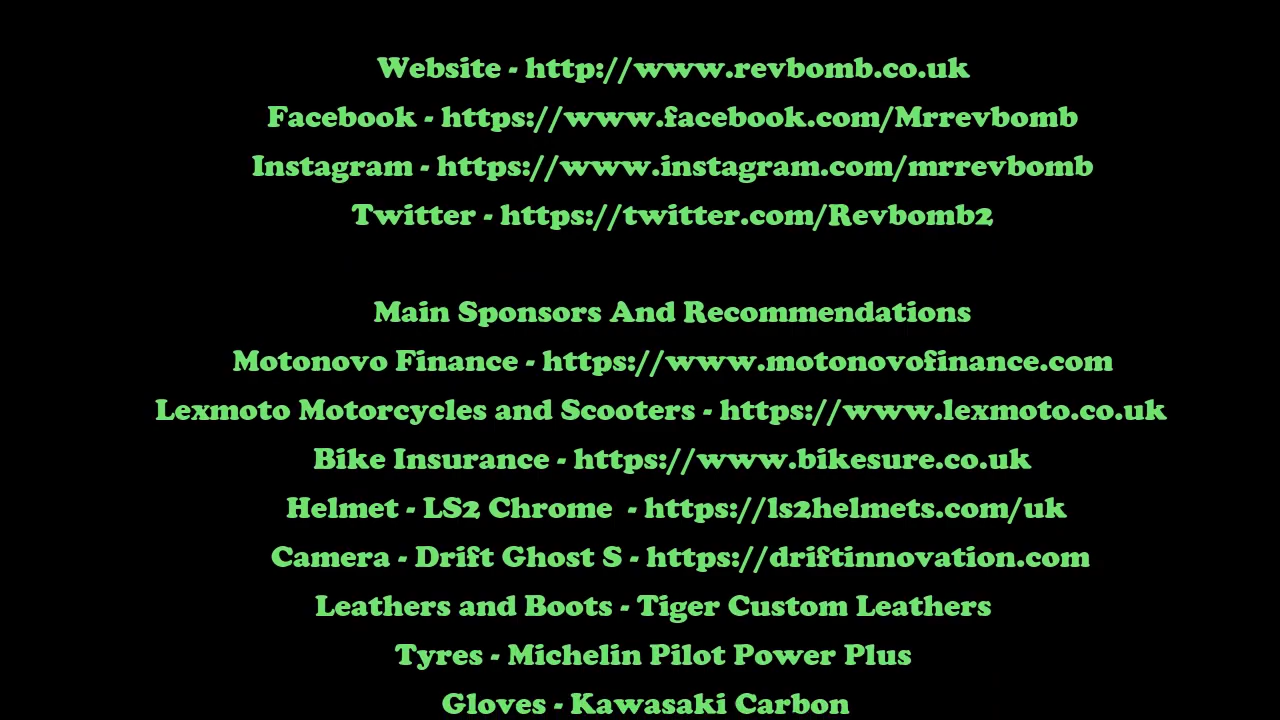 Website - http://www.revbomb.co.uk
Facebook - https://www.facebook.com/Mrrevbomb
Instagram - https://www.instagram.com/mrrevbomb
Twitter - https://twitter.com/Revbomb2
Main Sponsors And Recommendations
Motonovo Finance - https://www.motonovofinance.com
Lexmoto Motorcycles and Scooters - https://www.lexmoto.co.uk
Bike Insurance - https://www.bikesure.co.uk
Helmet - LS2 Chrome  - https://ls2helmets.com/uk
Camera - Drift Ghost S - https://driftinnovation.com
Leathers and Boots - Tiger Custom Leathers
Tyres - Michelin Pilot Power Plus
Gloves - Kawasaki Carbon